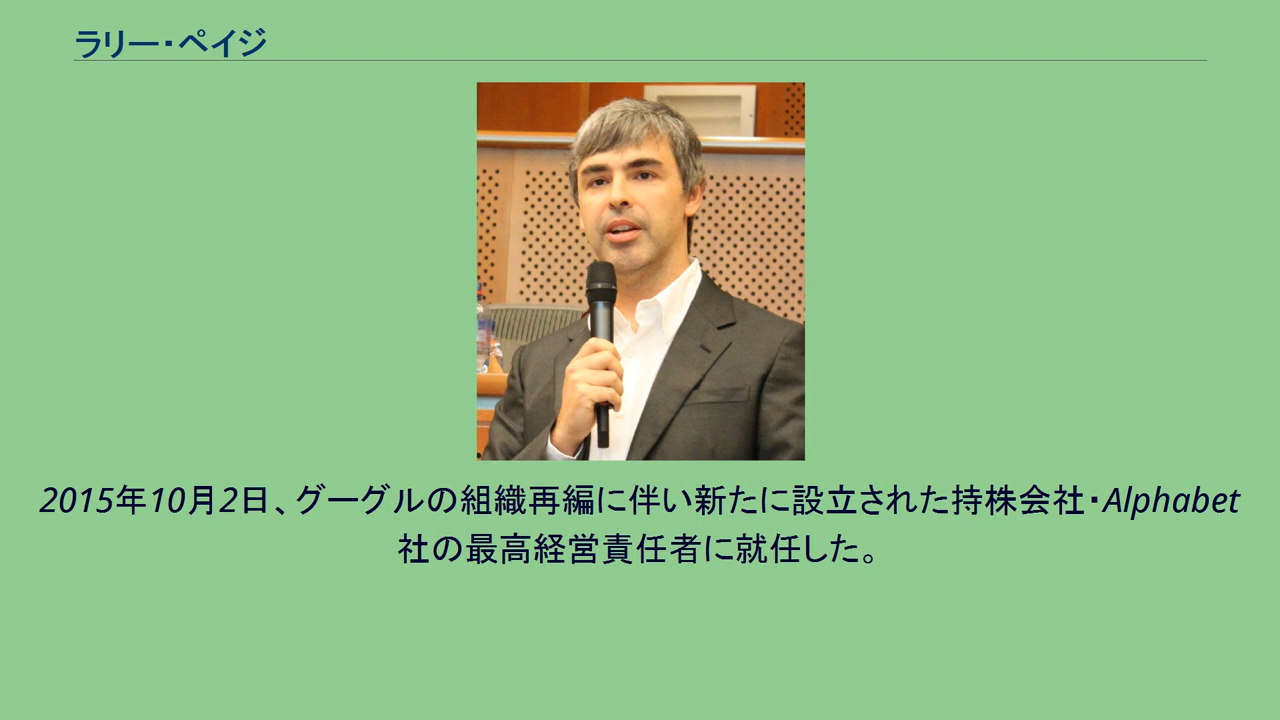 ラリー・ペイジ
2015年10月2日、グーグルの組織再編に伴い新たに設立された持株会社・Alphabet
社の最高経営責任者に就任した。